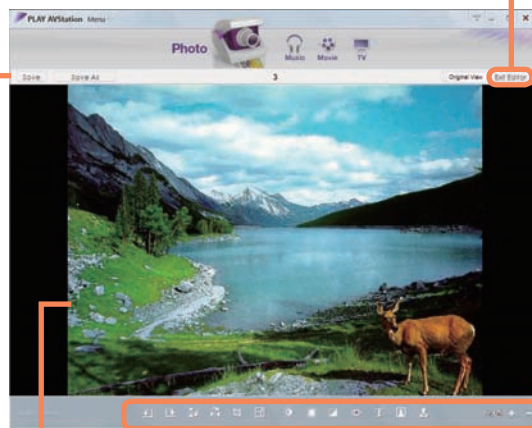 PLAY AVStation Menu
Photo
Music
Movie
TV
Save
Save As
3
Original View
Exit Editor